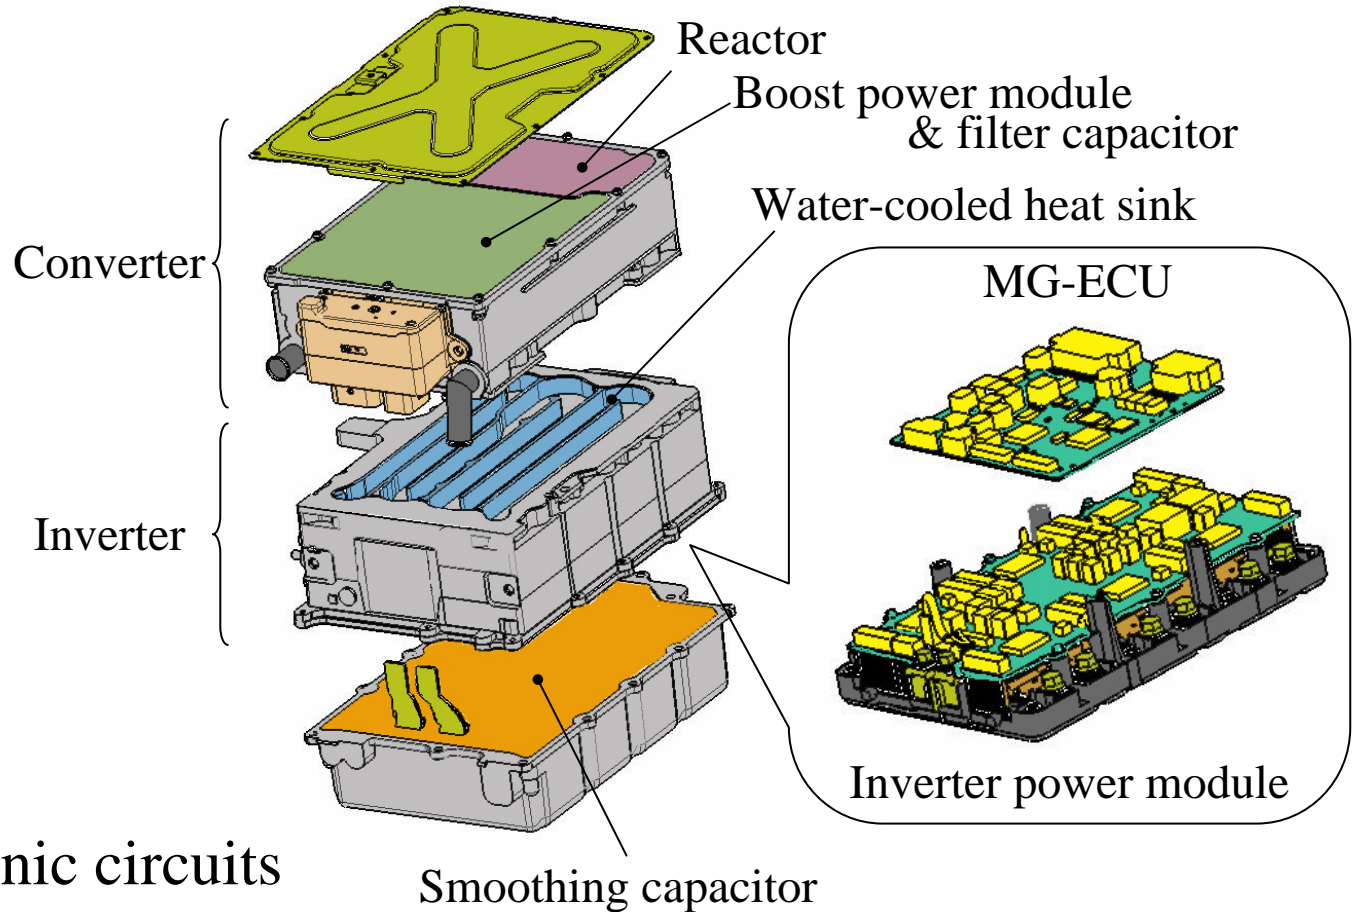 Reactor
Boost power module
& filter capacitor
Water-cooled heat sink
Converter
MG-ECU
Inverter
Inverter power module
nic circuits
Smoothing capacitor